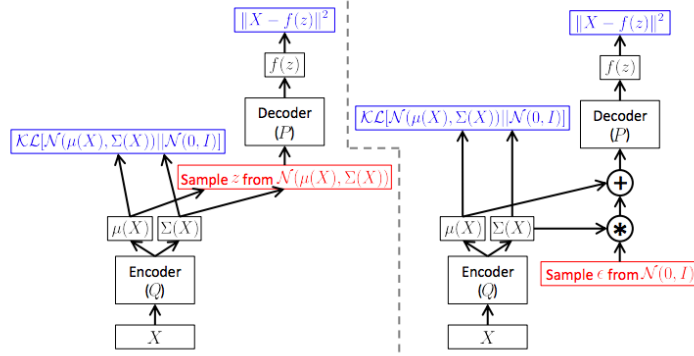 ‖X − f(z)‖²
f(z)
Decoder
(P)
𝒦ℒ[𝒩(μ(X), Σ(X))||𝒩(0, I)]
Sample z from 𝒩(μ(X), Σ(X))
μ(X)
Σ(X)
Encoder
(Q)
X
‖X − f(z)‖²
f(z)
Decoder
(P)
𝒦ℒ[𝒩(μ(X), Σ(X))||𝒩(0, I)]
+
μ(X)
Σ(X)
*
Encoder
(Q)
Sample ϵ from 𝒩(0, I)
X